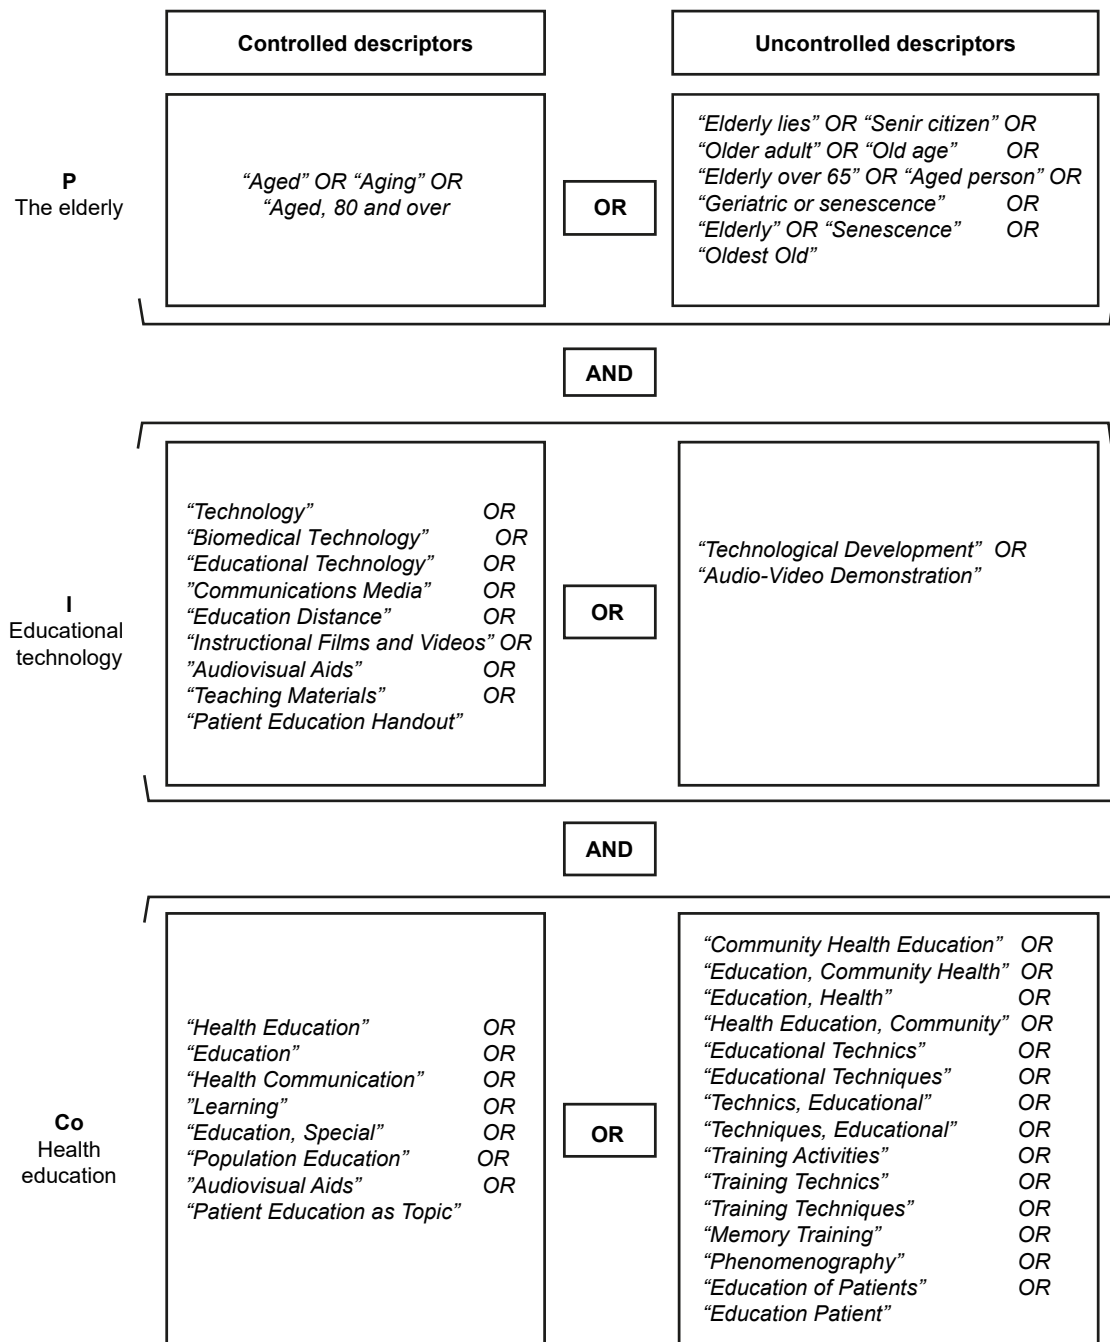 Controlled descriptors
Uncontrolled descriptors
P
The elderly
“Aged” OR “Aging” OR
“Aged, 80 and over
OR
“Elderly lies” OR “Senir citizen” OR
“Older adult” OR “Old age” OR
“Elderly over 65” OR “Aged person” OR
“Geriatric or senescence” OR
“Elderly” OR “Senescence” OR
“Oldest Old”
AND
I
Educational
technology
“Technology” OR
“Biomedical Technology” OR
“Educational Technology” OR
”Communications Media” OR
“Education Distance” OR
“Instructional Films and Videos” OR
”Audiovisual Aids” OR
“Teaching Materials” OR
“Patient Education Handout”
OR
“Technological Development” OR
“Audio-Video Demonstration”
AND
Co
Health
education
“Health Education” OR
“Education” OR
“Health Communication” OR
”Learning” OR
“Education, Special” OR
“Population Education” OR
”Audiovisual Aids” OR
“Patient Education as Topic”
OR
“Community Health Education” OR
“Education, Community Health” OR
“Education, Health” OR
“Health Education, Community” OR
“Educational Technics” OR
“Educational Techniques” OR
“Technics, Educational” OR
“Techniques, Educational” OR
“Training Activities” OR
“Training Technics” OR
“Training Techniques” OR
“Memory Training” OR
“Phenomenography” OR
“Education of Patients” OR
“Education Patient”